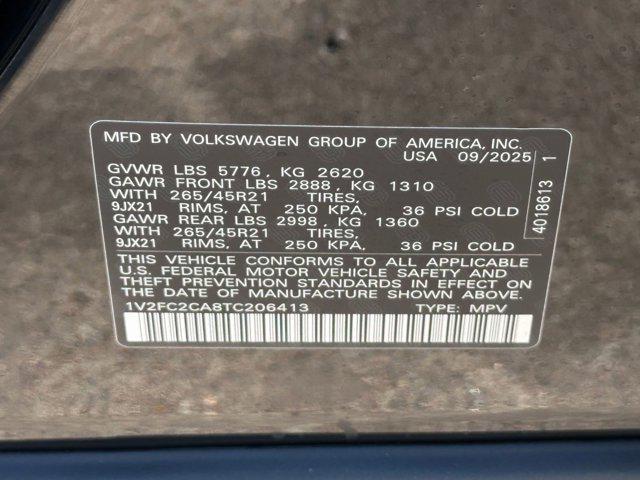 MFD BY VOLKSWAGEN GROUP OF AMERICA, INC.
USA 09/2025
GVWR LBS 5776 , KG 2620
GAWR FRONT LBS 2888 , KG 1310
WITH 265/45R21 TIRES,
9JX21 RIMS, AT 250 KPA, 36 PSI COLD
GAWR REAR LBS 2998 , KG 1360
WITH 265/45R21 TIRES,
9JX21 RIMS, AT 250 KPA, 36 PSI COLD
THIS VEHICLE CONFORMS TO ALL APPLICABLE
U.S. FEDERAL MOTOR VEHICLE SAFETY AND
THEFT PREVENTION STANDARDS IN EFFECT ON
THE DATE OF MANUFACTURE SHOWN ABOVE.
1V2FC2CA8TC206413 TYPE: MPV
4018613 1